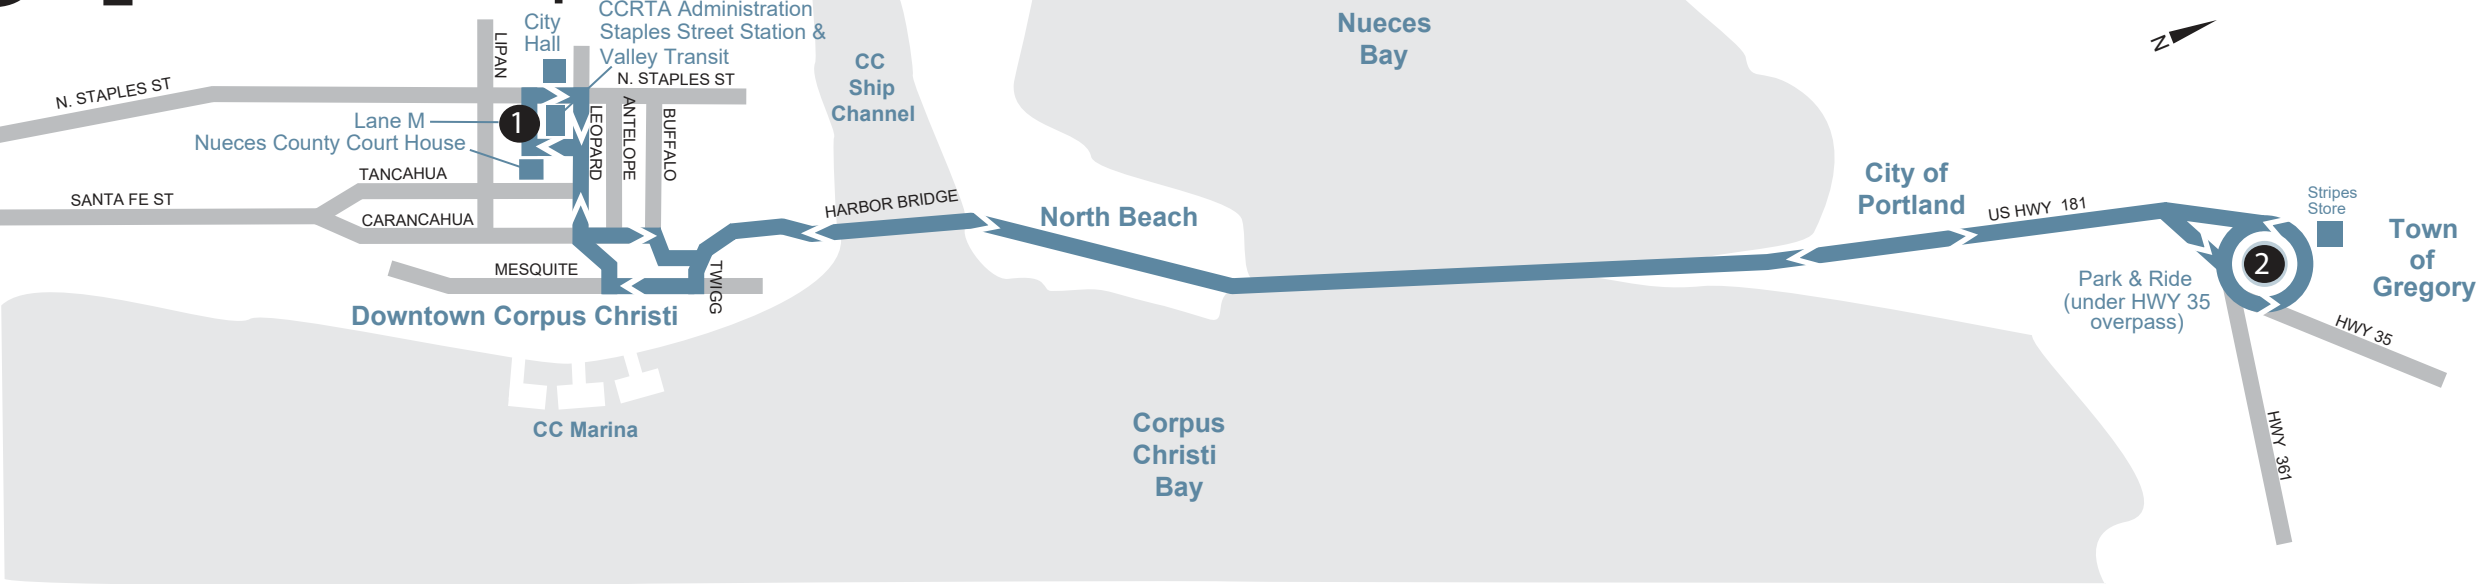 CCRTA Administration
Staples Street Station &
Valley Transit
City
Hall
LIPAN
N. STAPLES ST
N. STAPLES ST
Lane M
1
Nueces County Court House
LEOPARD
ANTELOPE
BUFFALO
TANCAHUA
SANTA FE ST
CARANCAHUA
MESQUITE
TWIGG
Downtown Corpus Christi
CC Marina
CC
Ship
Channel
HARBOR BRIDGE
Nueces
Bay
North Beach
Corpus
Christi
Bay
City of
Portland
US HWY 181
N
Stripes
Store
Town
of
Gregory
2
Park & Ride
(under HWY 35
overpass)
HWY 35
HWY 361